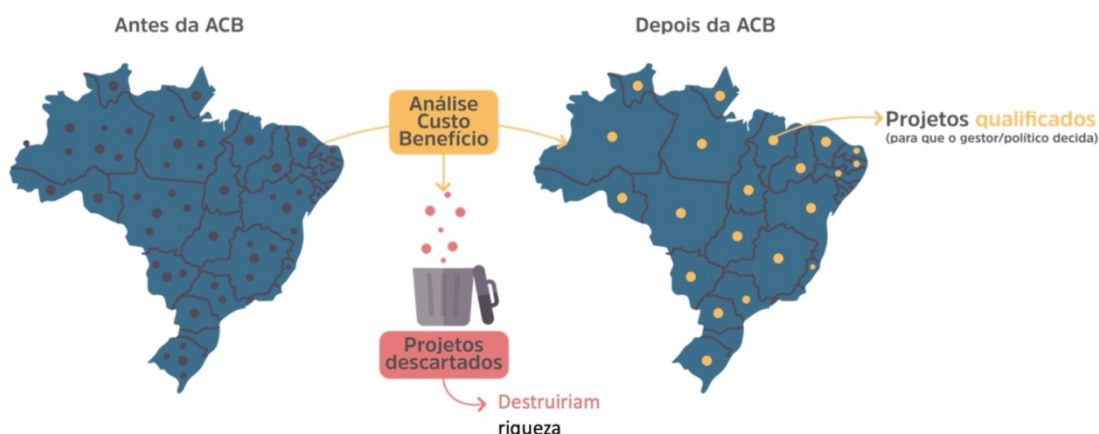 Antes da ACB
Depois da ACB
Análise
Custo
Benefício
Projetos qualificados
(para que o gestor/político decida)
Projetos
descartados
Destruiriam
riqueza